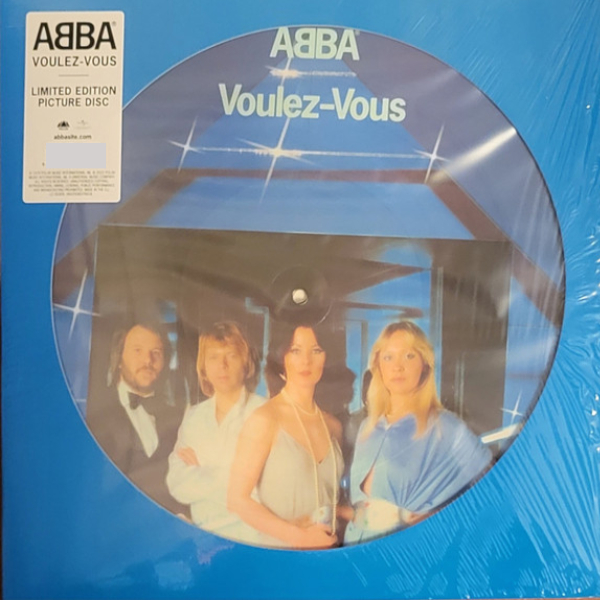 ABBA
VOULEZ-VOUS
LIMITED EDITION
PICTURE DISC
abbasite.com
ABBA
Voulez-Vous